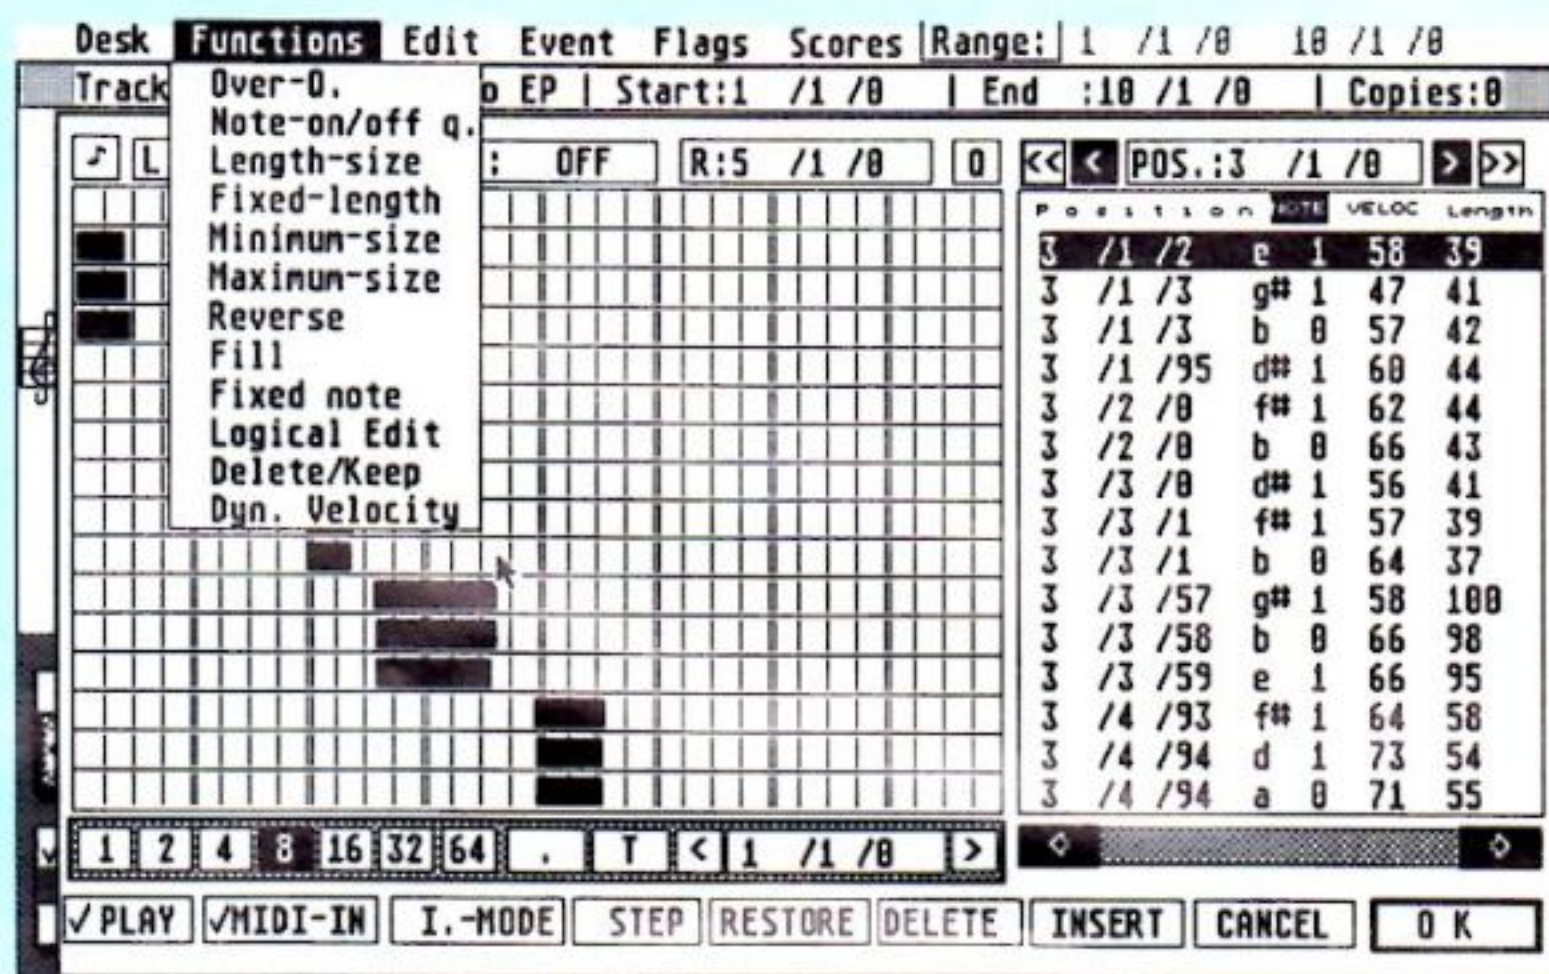 Desk Functions Edit Event Flags Scores Range: 1 /1 /0 10 /1 /0
Track o EP | Start:1 /1 /0 | End :10 /1 /0 | Copies:0
Over-Q.
Note-on/off q.
Length-size
Fixed-length
Minimum-size
Maximum-size
Reverse
Fill
Fixed note
Logical Edit
Delete/Keep
Dyn. Velocity
L : OFF R:5 /1 /0 Q << < POS.:3 /1 /0 > >>
Position NOTE VELOC Length
3 /1 /2 e 1 58 39
3 /1 /3 g# 1 47 41
3 /1 /3 b 0 57 42
3 /1 /95 d# 1 60 44
3 /2 /0 f# 1 62 44
3 /2 /0 b 0 66 43
3 /3 /0 d# 1 56 41
3 /3 /1 f# 1 57 39
3 /3 /1 b 0 64 37
3 /3 /57 g# 1 58 100
3 /3 /58 b 0 66 98
3 /3 /59 e 1 66 95
3 /4 /93 f# 1 64 58
3 /4 /94 d 1 73 54
3 /4 /94 a 0 71 55
1 2 4 8 16 32 64 . T < 1 /1 /0 >
✓PLAY ✓MIDI-IN I.-MODE STEP RESTORE DELETE INSERT CANCEL OK